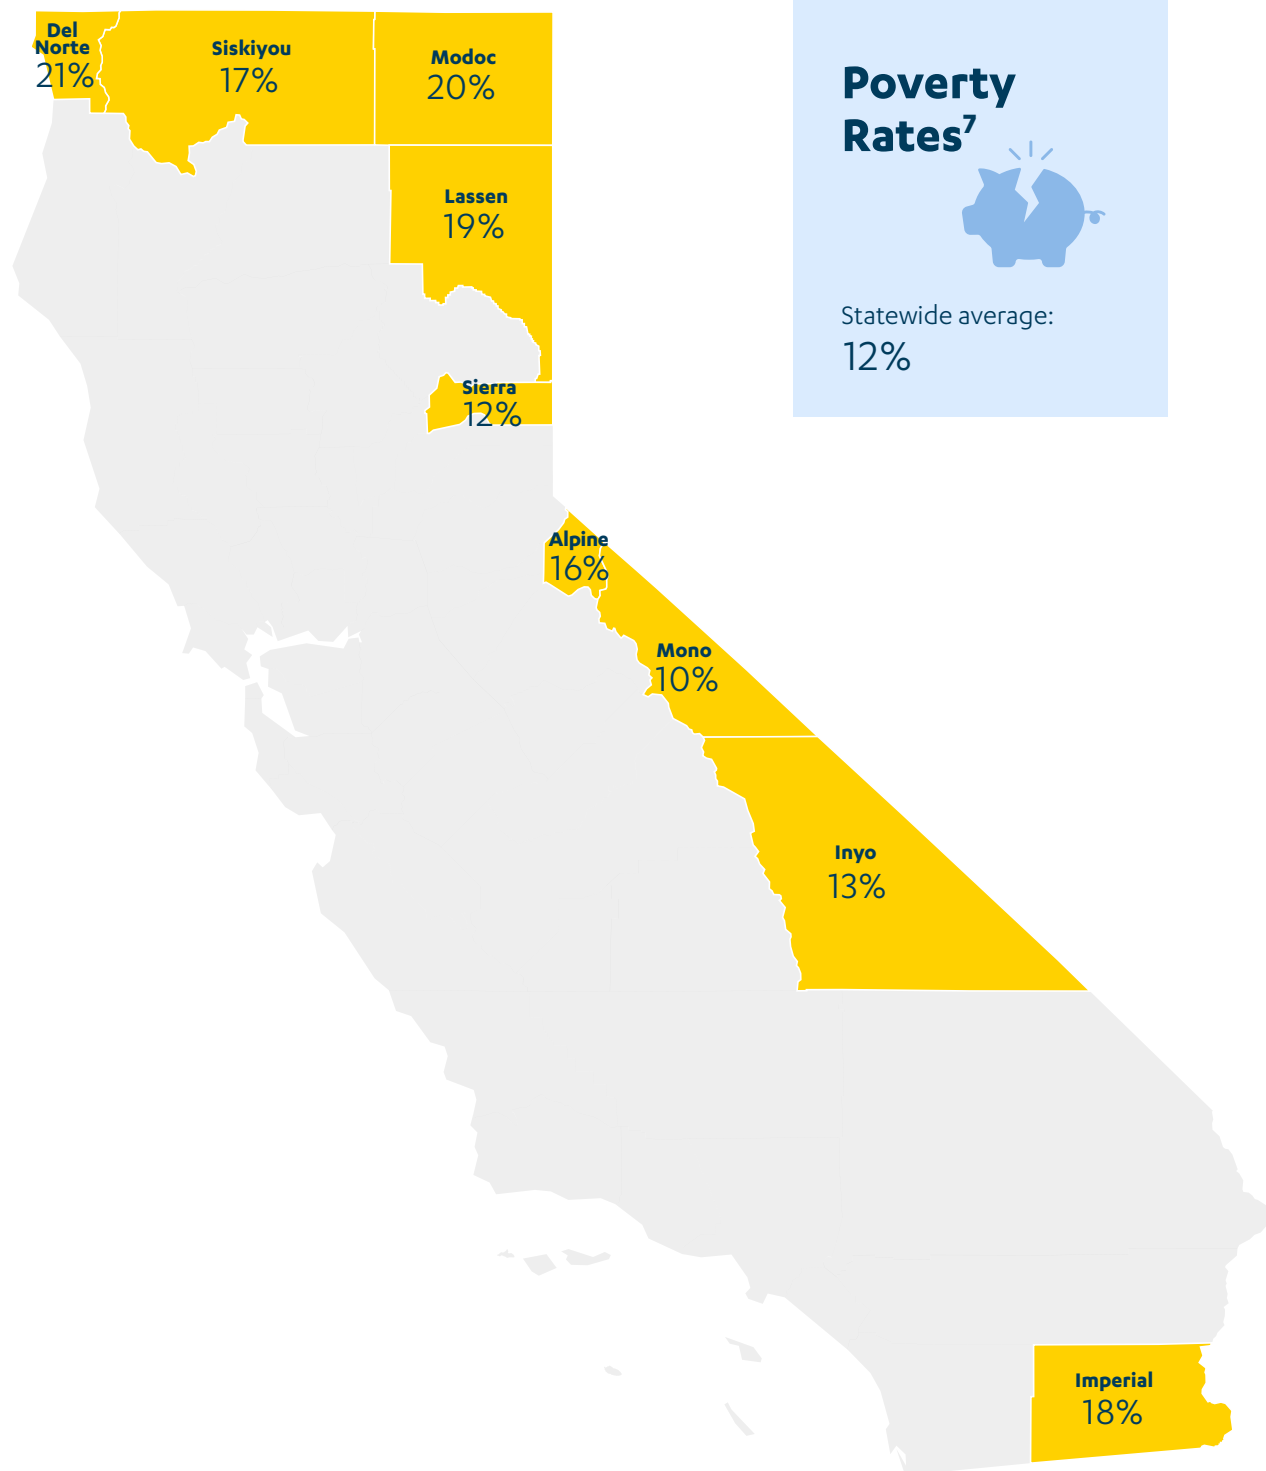 Del
Norte
21%
Siskiyou
17%
Modoc
20%
Poverty
Rates⁷
Lassen
19%
Statewide average:
12%
Sierra
12%
Alpine
16%
Mono
10%
Inyo
13%
Imperial
18%